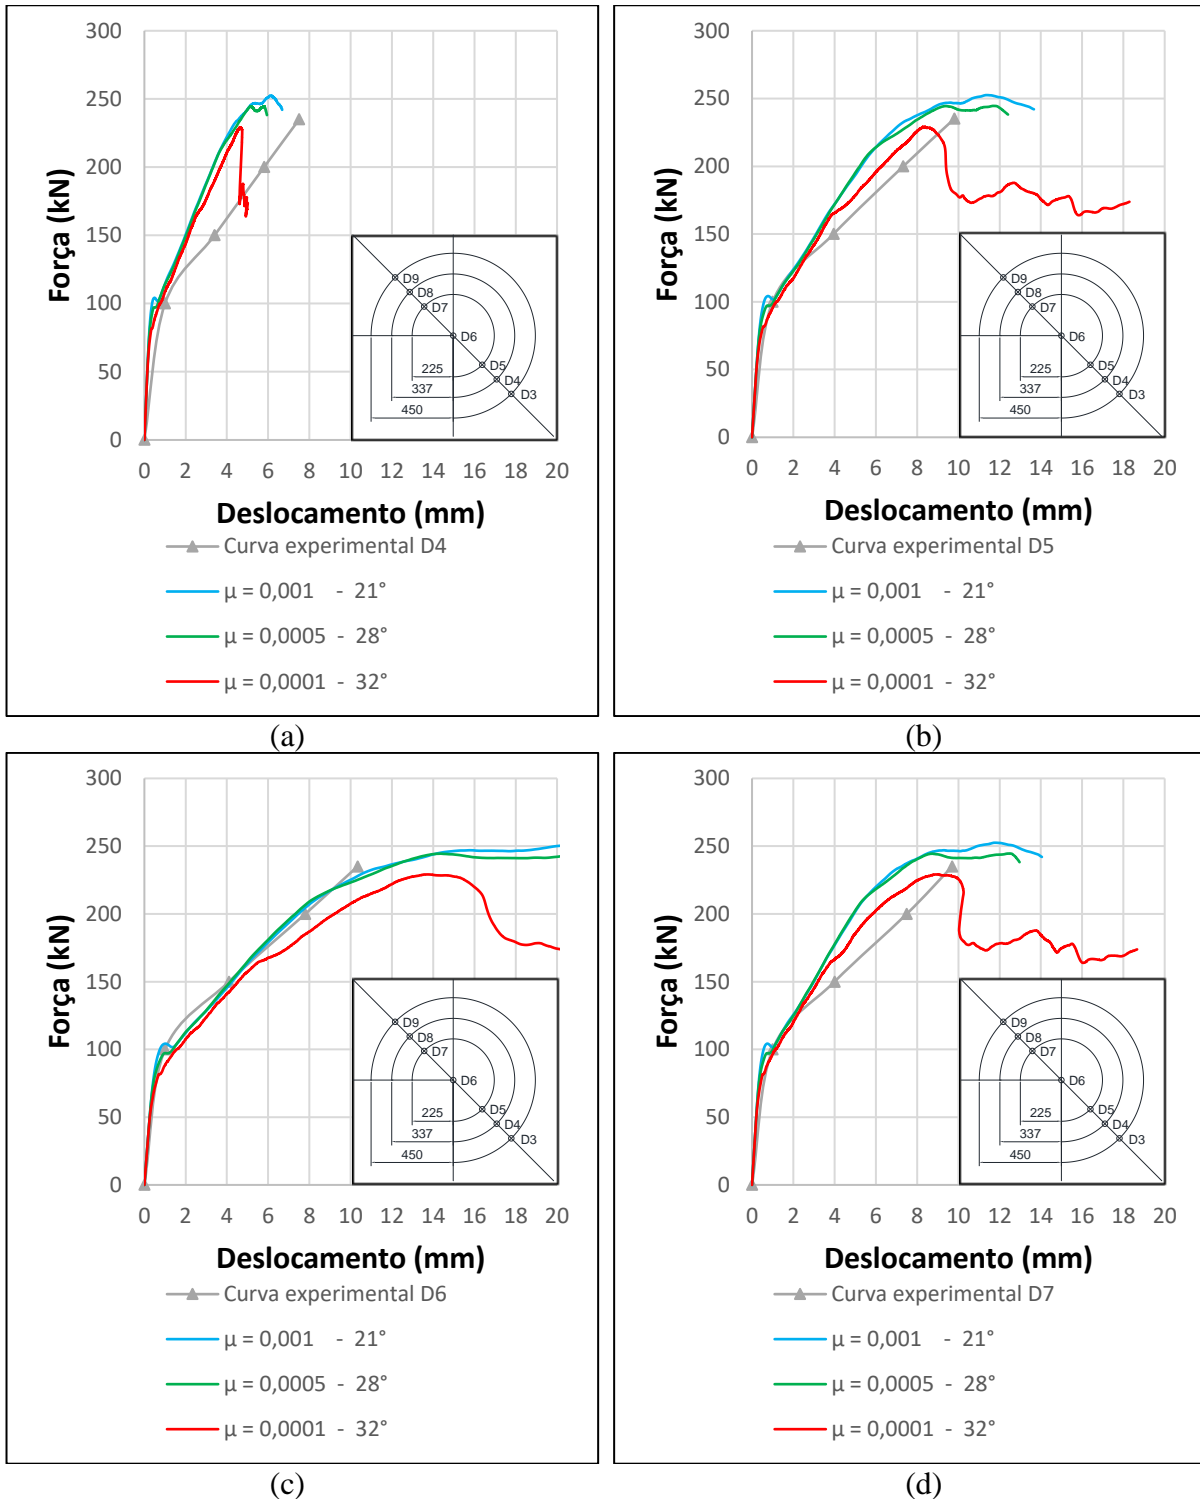 300
250
200
150
100
50
0
Força (kN)
0 2 4 6 8 10 12 14 16 18 20
Deslocamento (mm)
D9
D8
D7
D6
D5
D4
D3
225
337
450
Curva experimental D4
μ = 0,001 - 21°
μ = 0,0005 - 28°
μ = 0,0001 - 32°
(a)
300
250
200
150
100
50
0
Força (kN)
0 2 4 6 8 10 12 14 16 18 20
Deslocamento (mm)
D9
D8
D7
D6
D5
D4
D3
225
337
450
Curva experimental D5
μ = 0,001 - 21°
μ = 0,0005 - 28°
μ = 0,0001 - 32°
(b)
300
250
200
150
100
50
0
Força (kN)
0 2 4 6 8 10 12 14 16 18 20
Deslocamento (mm)
D9
D8
D7
D6
D5
D4
D3
225
337
450
Curva experimental D6
μ = 0,001 - 21°
μ = 0,0005 - 28°
μ = 0,0001 - 32°
(c)
300
250
200
150
100
50
0
Força (kN)
0 2 4 6 8 10 12 14 16 18 20
Deslocamento (mm)
D9
D8
D7
D6
D5
D4
D3
225
337
450
Curva experimental D7
μ = 0,001 - 21°
μ = 0,0005 - 28°
μ = 0,0001 - 32°
(d)